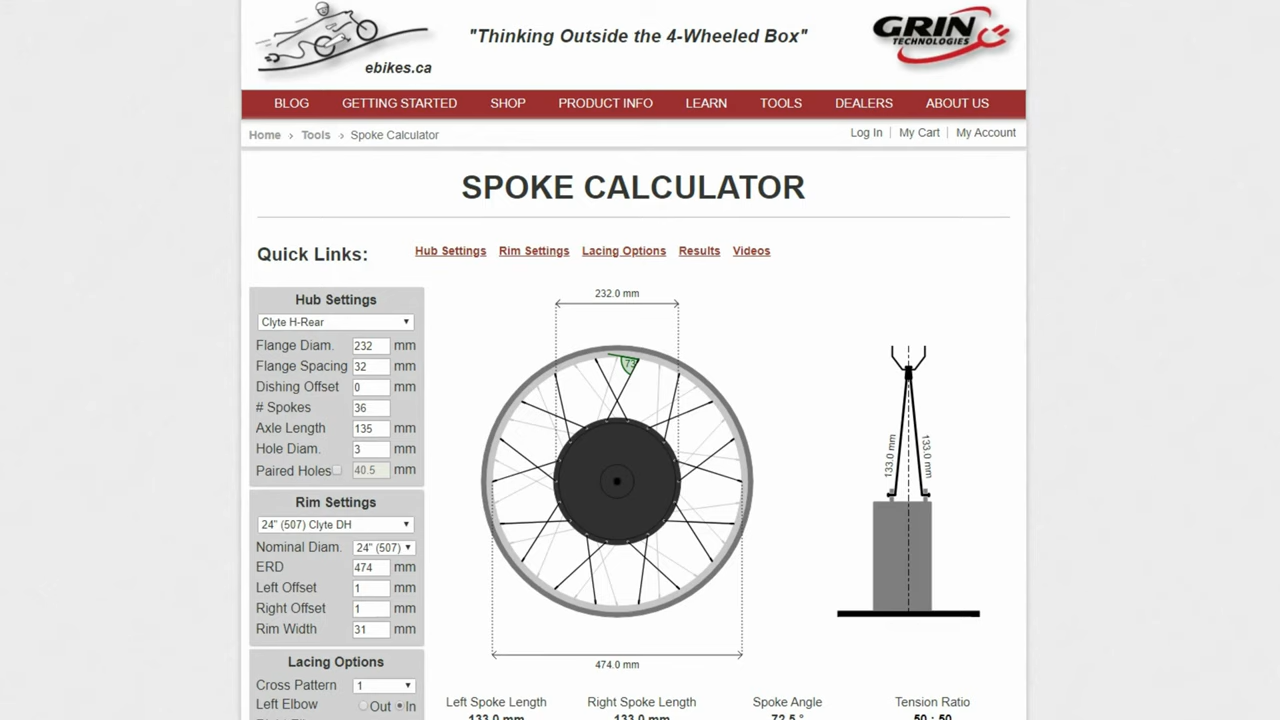 "Thinking Outside the 4-Wheeled Box"
GRIN
TECHNOLOGIES
ebikes.ca
BLOG GETTING STARTED SHOP PRODUCT INFO LEARN TOOLS DEALERS ABOUT US
Home › Tools › Spoke Calculator
Log In | My Cart | My Account
SPOKE CALCULATOR
Quick Links:
Hub Settings Rim Settings Lacing Options Results Videos
Hub Settings
Clyte H-Rear
Flange Diam. 232 mm
Flange Spacing 32 mm
Dishing Offset 0 mm
# Spokes 36
Axle Length 135 mm
Hole Diam. 3 mm
Paired Holes 40.5 mm
Rim Settings
24" (507) Clyte DH
Nominal Diam. 24" (507)
ERD 474 mm
Left Offset 1 mm
Right Offset 1 mm
Rim Width 31 mm
Lacing Options
Cross Pattern 1
Left Elbow Out In
232.0 mm
73
474.0 mm
133.0 mm
133.0 mm
Left Spoke Length Right Spoke Length Spoke Angle Tension Ratio
133.0 mm 133.0 mm 72.5 ° 50 : 50